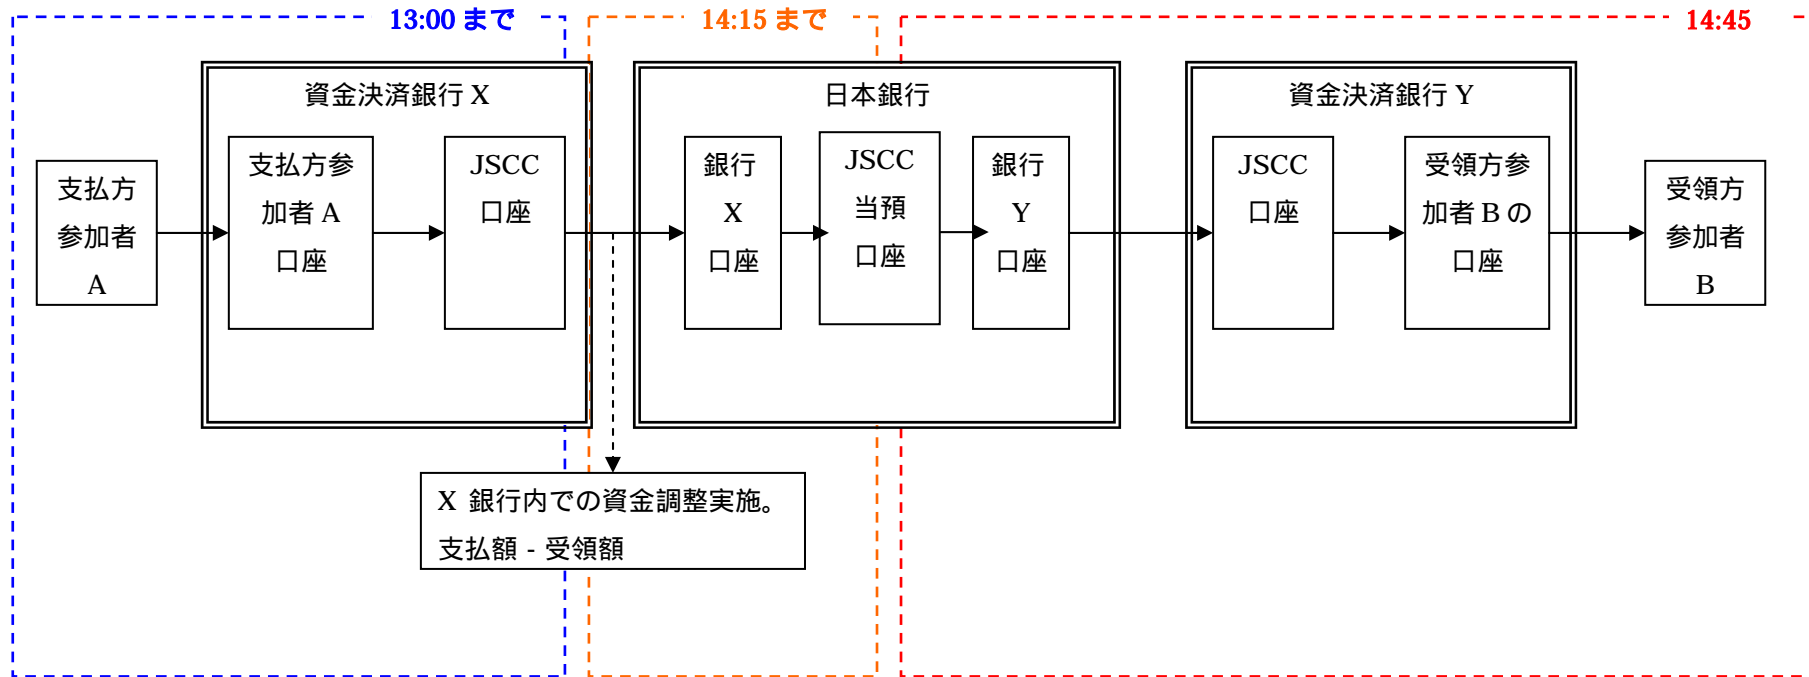 13:00 まで
14:15 まで
14:45
資金決済銀行 X
日本銀行
資金決済銀行 Y
支払方
参加者
A
支払方参
加者 A
口座
JSCC
口座
銀行
X
口座
JSCC
当預
口座
銀行
Y
口座
JSCC
口座
受領方参
加者 B の
口座
受領方
参加者
B
X 銀行内での資金調整実施。
支払額 - 受領額